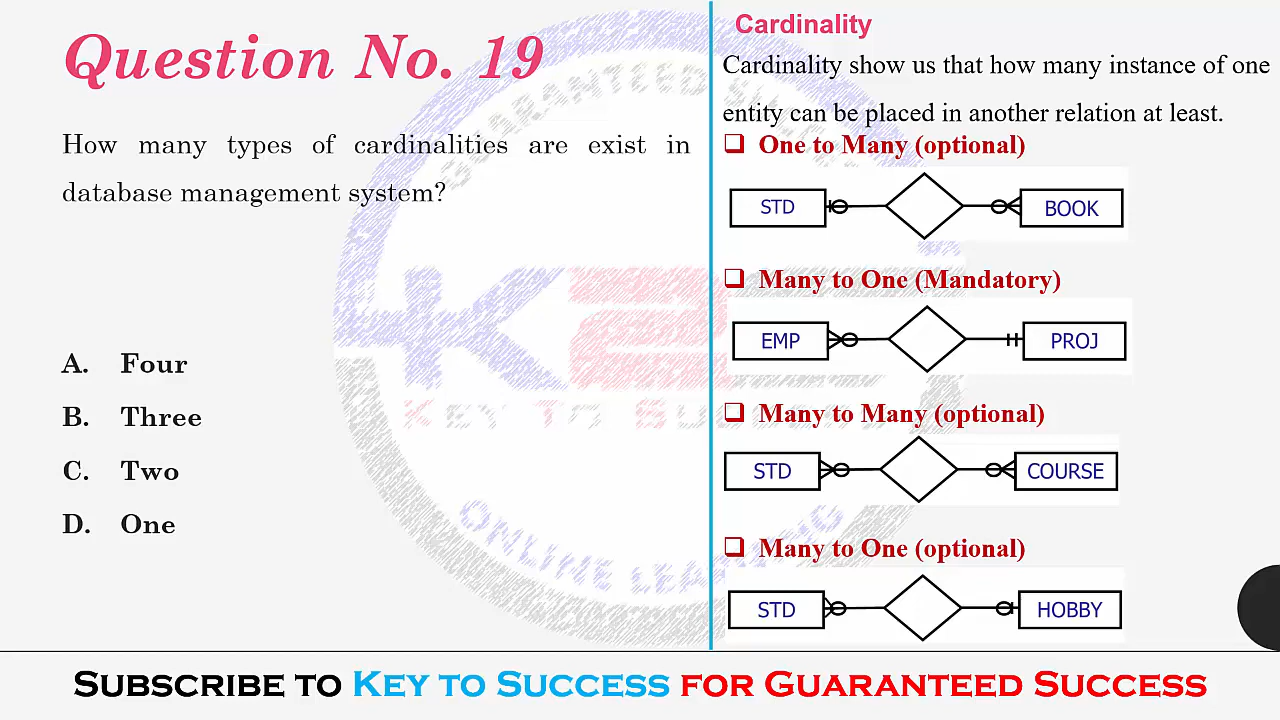 Question No. 19
How many types of cardinalities are exist in
database management system?
A. Four
B. Three
C. Two
D. One
Cardinality
Cardinality show us that how many instance of one
entity can be placed in another relation at least.
One to Many (optional)
STD BOOK
Many to One (Mandatory)
EMP PROJ
Many to Many (optional)
STD COURSE
Many to One (optional)
STD HOBBY
ONLINE LEARNING
Subscribe to Key to Success for Guaranteed Success